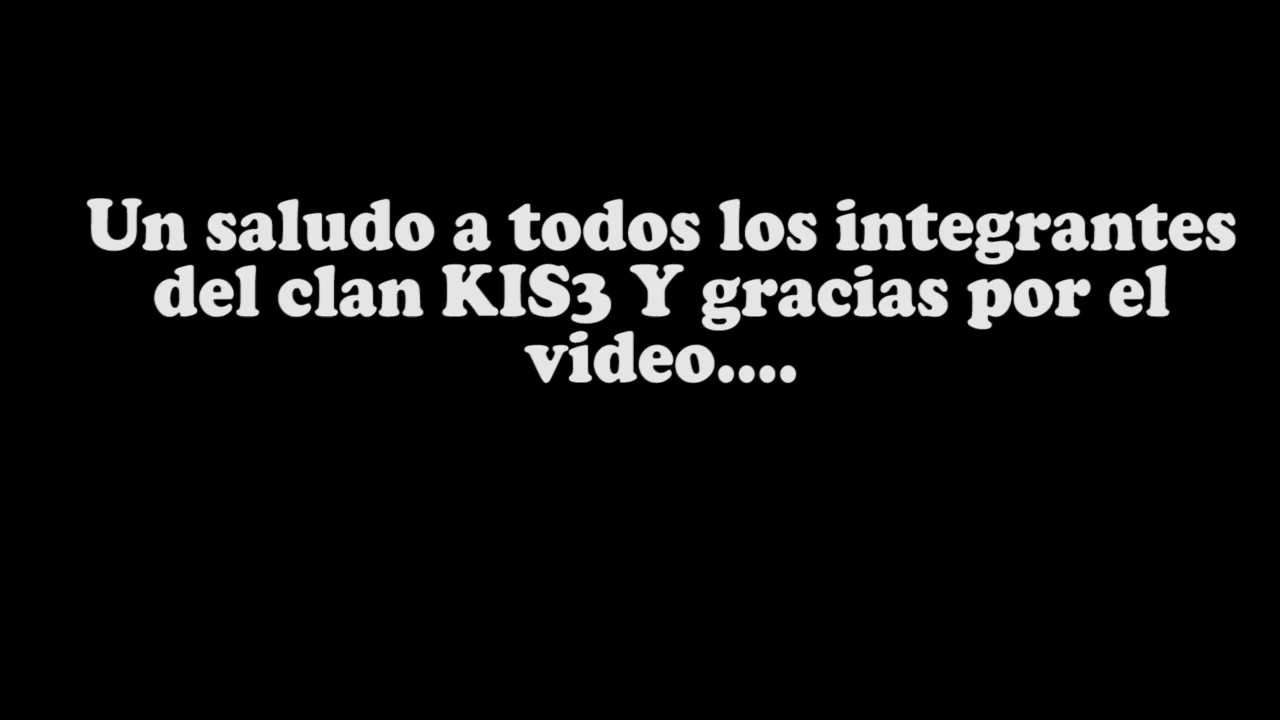 Un saludo a todos los integrantes
del clan KIS3 Y gracias por el
video....